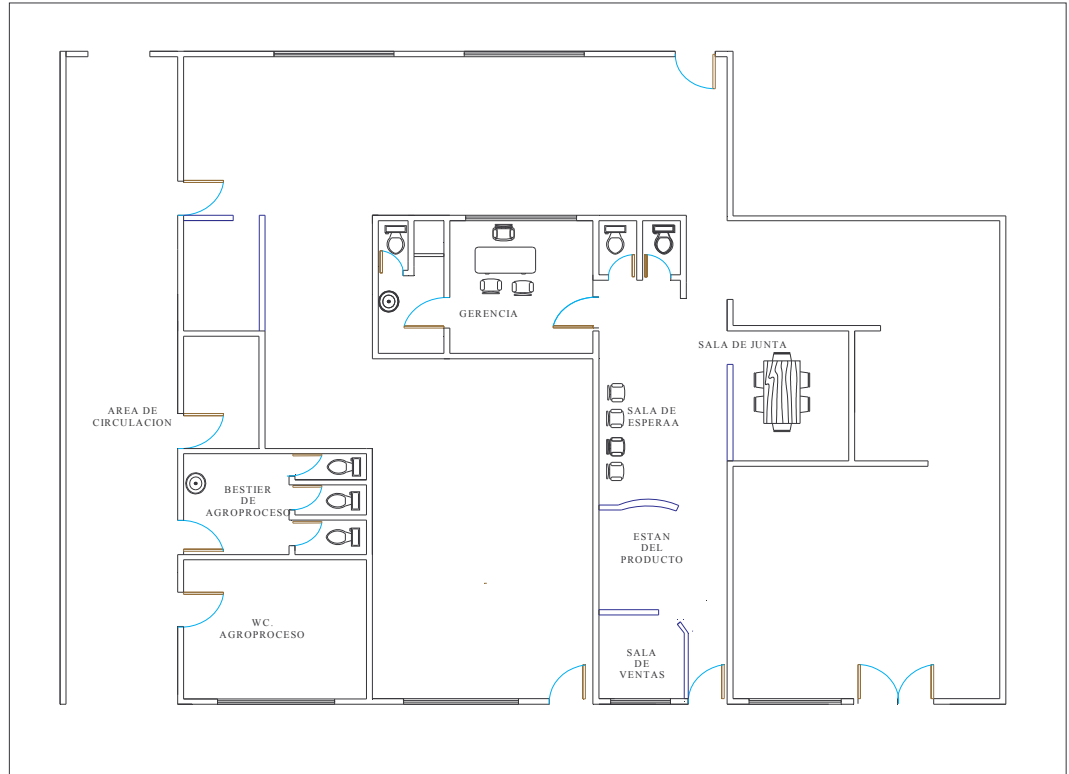 GERENCIA
SALA DE JUNTA
AREA DE
CIRCULACION
SALA DE
ESPERAA
BESTIER
DE
AGROPROCESO
ESTAN
DEL
PRODUCTO
WC.
AGROPROCESO
SALA
DE
VENTAS